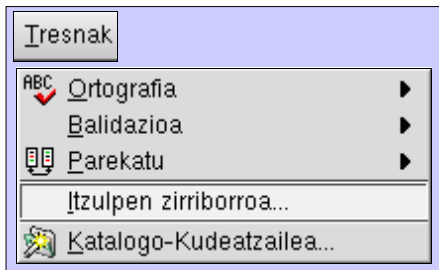 Tresnak
ABC Ortografia
Balidazioa
Parekatu
Itzulpen zirriborroa...
Katalogo-Kudeatzailea...